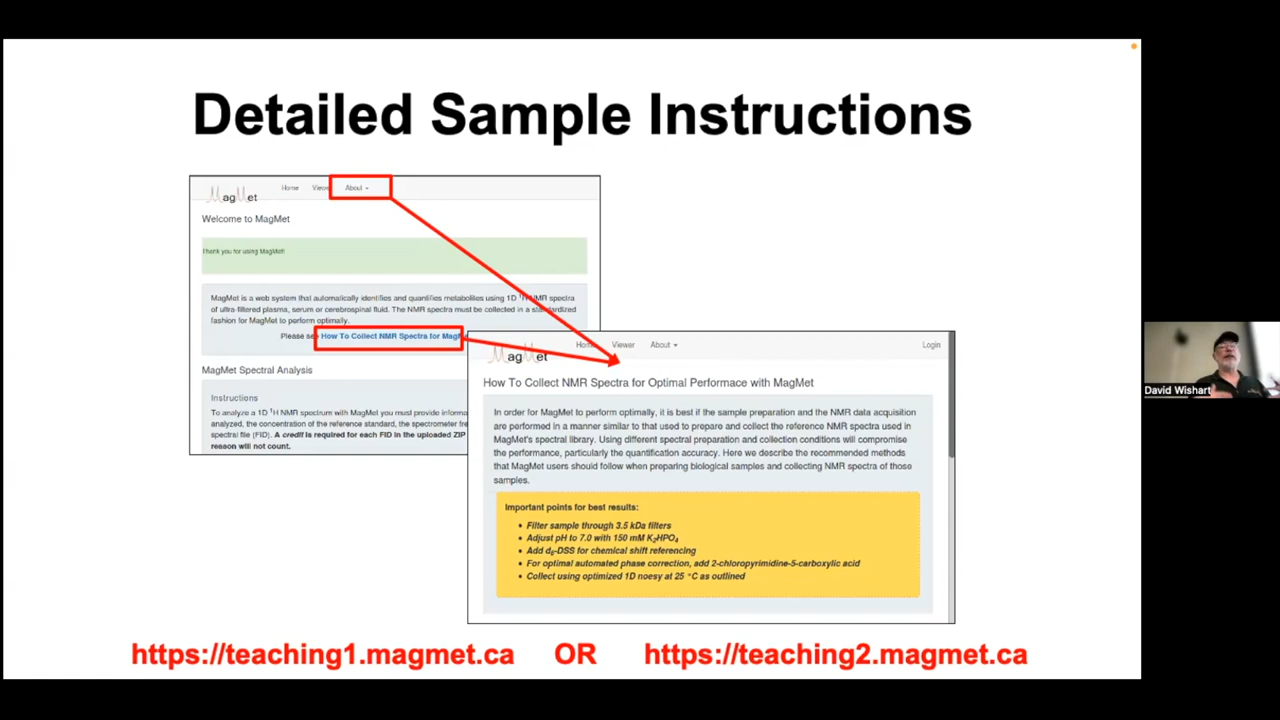 Detailed Sample Instructions
MagMet
Home
About
Welcome to MagMet
Thank you for using MagMet!
MagMet is a web system that automatically identifies and quantifies metabolites using 1D ¹H NMR spectra
of ultra-filtered plasma, serum or cerebrospinal fluid. The NMR spectra must be collected in a standardized
fashion for MagMet to perform optimally.
Please see How To Collect NMR Spectra for
MagMet Spectral Analysis
Instructions
To analyze a 1D ¹H NMR spectrum with MagMet you must provide
analyzed, the concentration of the reference standard, the spectrometer
spectral file (FID). A credit is required for each FID in the uploaded ZIP
reason will not count.
MagMet
Home Viewer About Login
How To Collect NMR Spectra for Optimal Performace with MagMet
In order for MagMet to perform optimally, it is best if the sample preparation and the NMR data acquisition
are performed in a manner similar to that used to prepare and collect the reference NMR spectra used in
MagMet's spectral library. Using different spectral preparation and collection conditions will compromise
the performance, particularly the quantification accuracy. Here we describe the recommended methods
that MagMet users should follow when preparing biological samples and collecting NMR spectra of those
samples.
Important points for best results:
• Filter sample through 3.5 kDa filters
• Adjust pH to 7.0 with 150 mM K₂HPO₄
• Add d₆-DSS for chemical shift referencing
• For optimal automated phase correction, add 2-chloropyrimidine-5-carboxylic acid
• Collect using optimized 1D noesy at 25 °C as outlined
https://teaching1.magmet.ca OR https://teaching2.magmet.ca
David Wishart